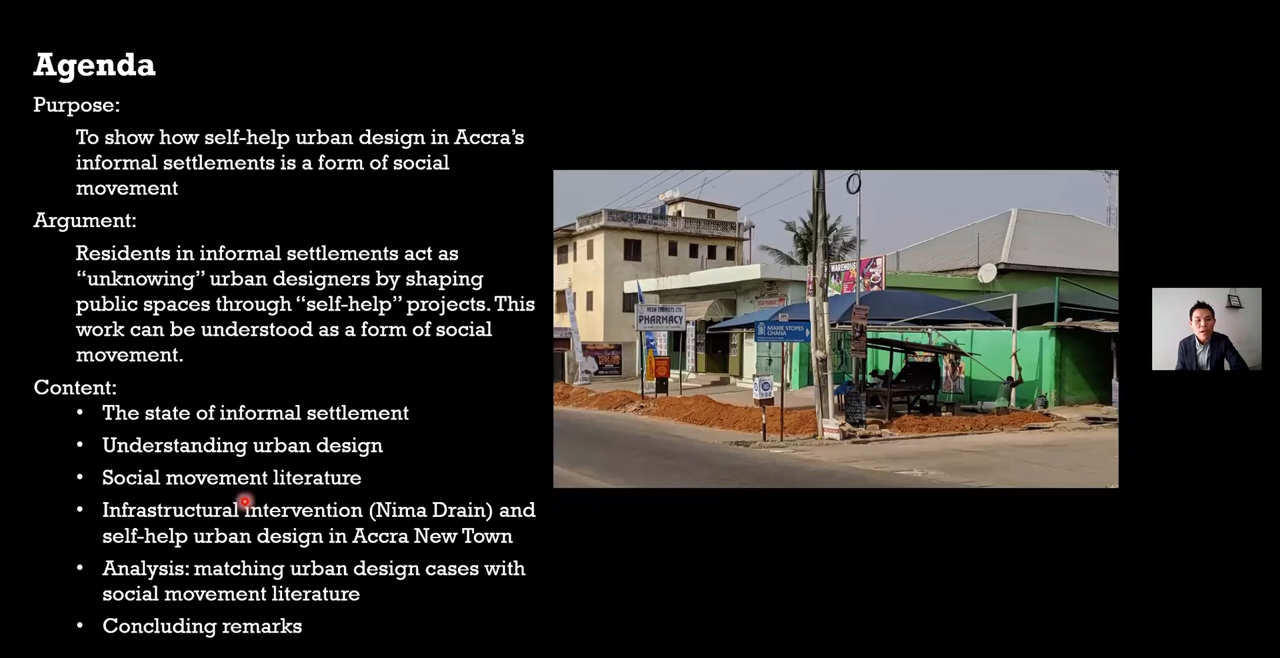 Agenda
Purpose:
To show how self-help urban design in Accra’s
informal settlements is a form of social
movement
Argument:
Residents in informal settlements act as
“unknowing” urban designers by shaping
public spaces through “self-help” projects. This
work can be understood as a form of social
movement.
Content:
• The state of informal settlement
• Understanding urban design
• Social movement literature
• Infrastructural intervention (Nima Drain) and
self-help urban design in Accra New Town
• Analysis: matching urban design cases with
social movement literature
• Concluding remarks
WAREHOUSE
PHARMACY
MARIE STOPES
GHANA